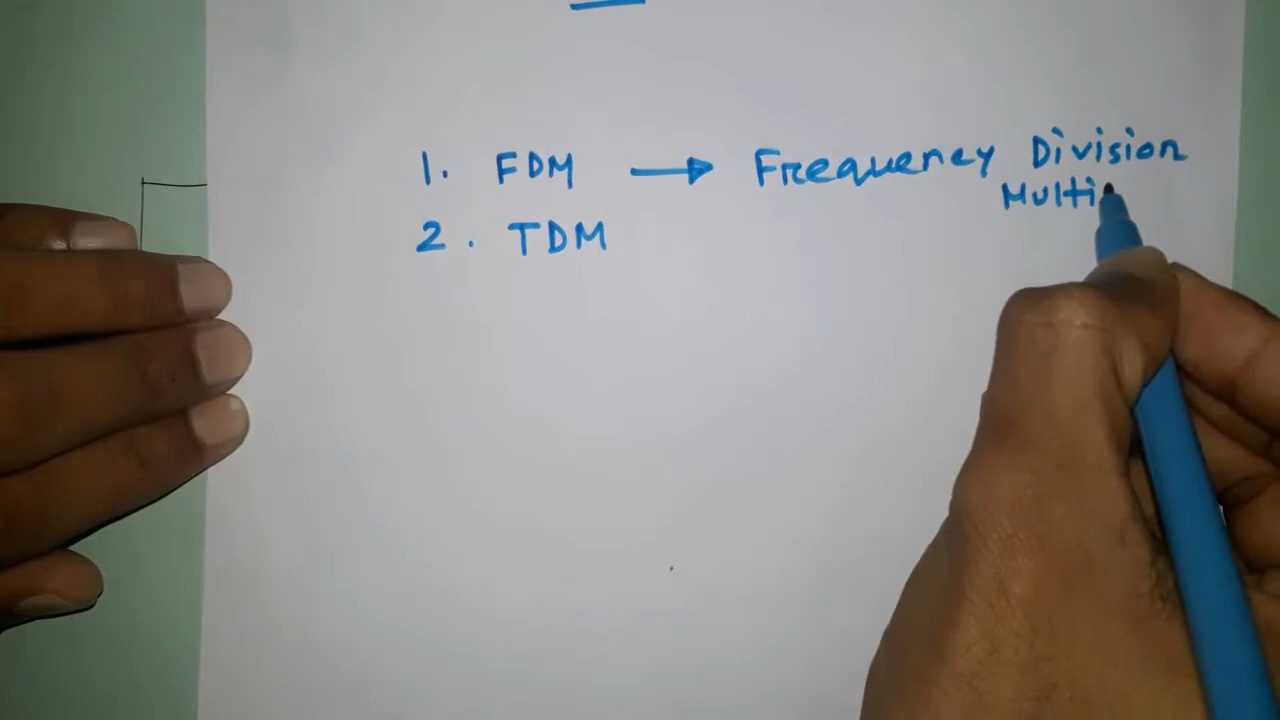 1. FDM → Frequency Division
Multi
2. TDM